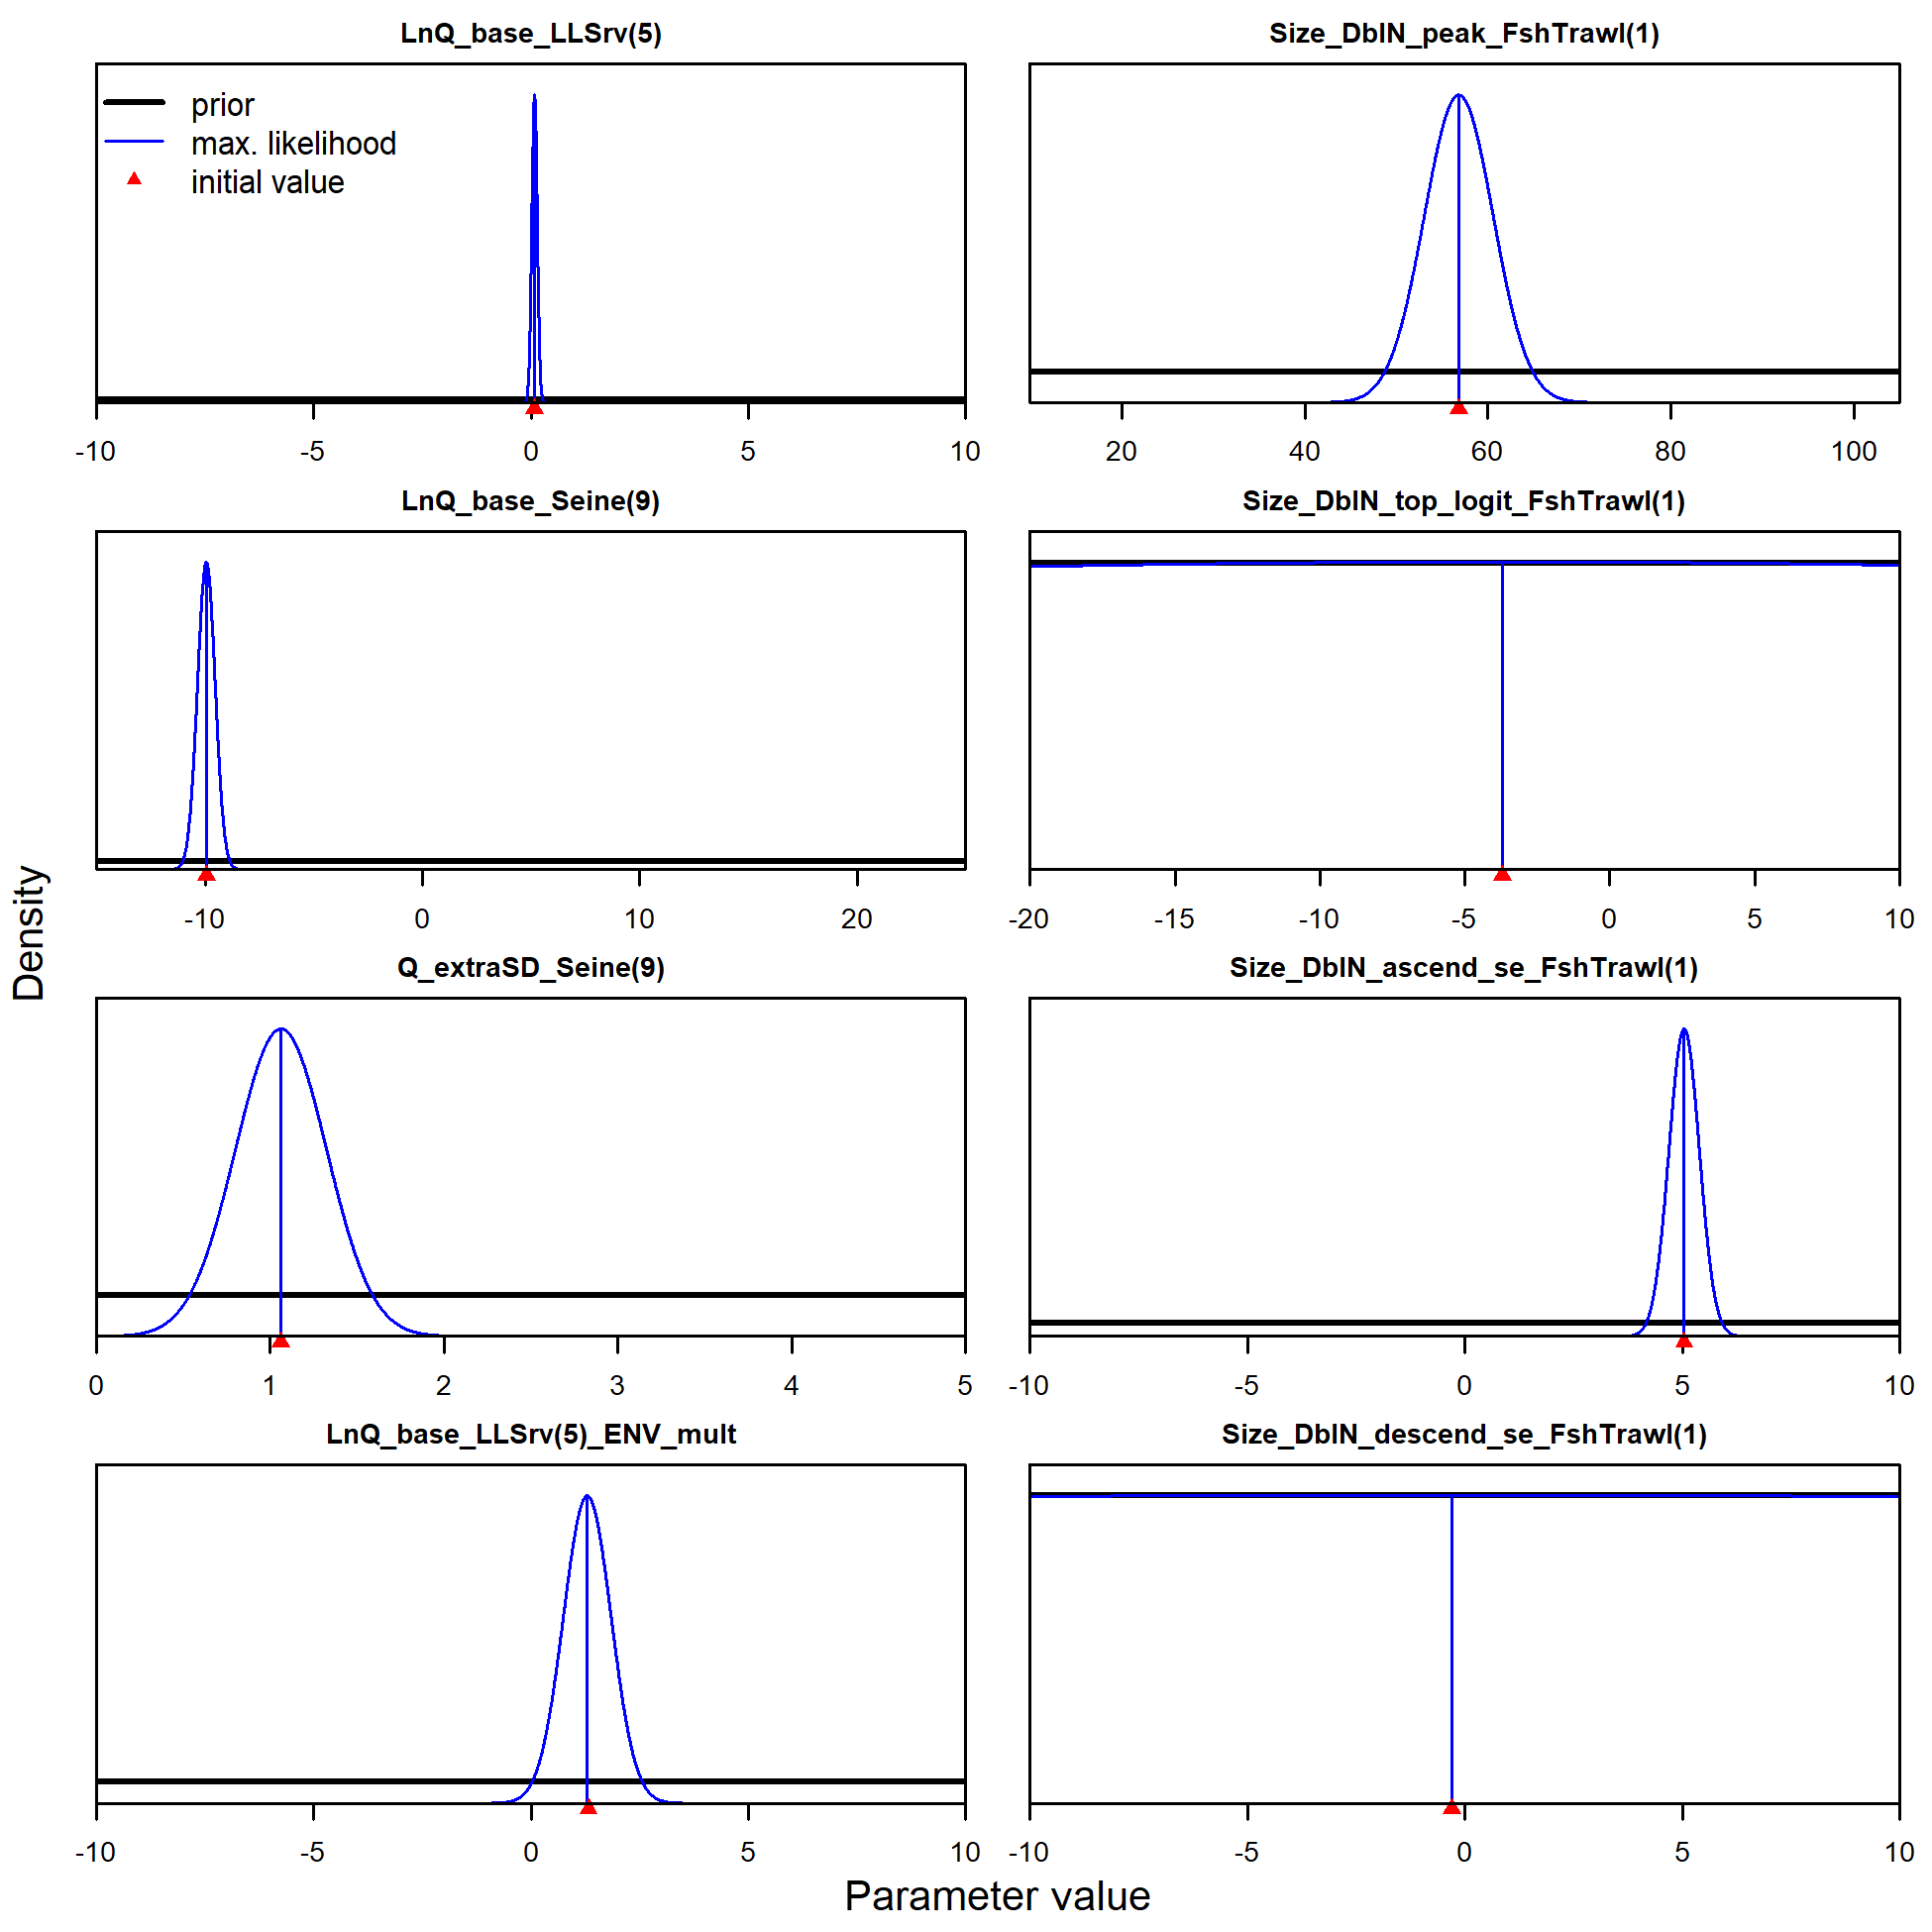 LnQ_base_LLSrv(5)
prior
max. likelihood
initial value
-10 -5 0 5 10
Size_DblN_peak_FshTrawl(1)
20 40 60 80 100
LnQ_base_Seine(9)
-10 0 10 20
Size_DblN_top_logit_FshTrawl(1)
-20 -15 -10 -5 0 5 10
Q_extraSD_Seine(9)
0 1 2 3 4 5
Size_DblN_ascend_se_FshTrawl(1)
-10 -5 0 5 10
LnQ_base_LLSrv(5)_ENV_mult
-10 -5 0 5 10
Size_DblN_descend_se_FshTrawl(1)
-10 -5 0 5 10
Density
Parameter value